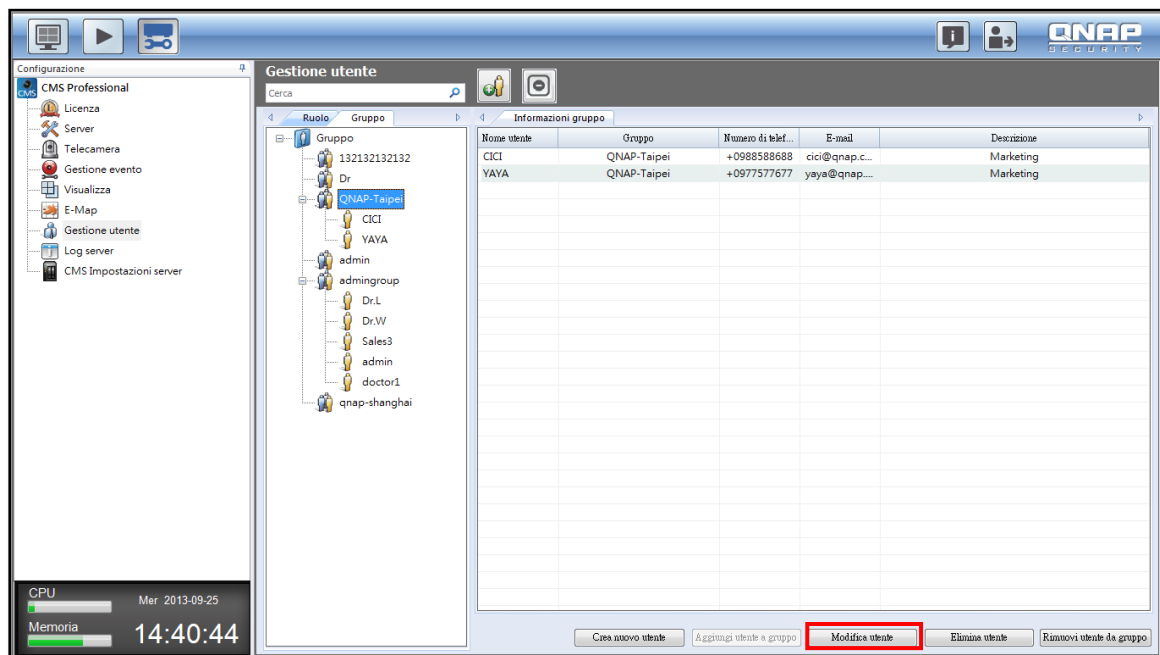 QNAP
SECURITY
Configurazione
CMS Professional
Licenza
Server
Telecamera
Gestione evento
Visualizza
E-Map
Gestione utente
Log server
CMS Impostazioni server
CPU
Mer 2013-09-25
Memoria
14:40:44
Gestione utente
Cerca
Ruolo Gruppo
Gruppo
132132132132
Dr
QNAP-Taipei
CICI
YAYA
admin
admingroup
Dr.L
Dr.W
Sales3
admin
doctor1
qnap-shanghai
Informazioni gruppo
Nome utente Gruppo Numero di telef... E-mail Descrizione
CICI QNAP-Taipei +0988588688 cici@qnap.c... Marketing
YAYA QNAP-Taipei +0977577677 yaya@qnap.... Marketing
Crea nuovo utente Aggiungi utente a gruppo Modifica utente Elimina utente Rimuovi utente da gruppo